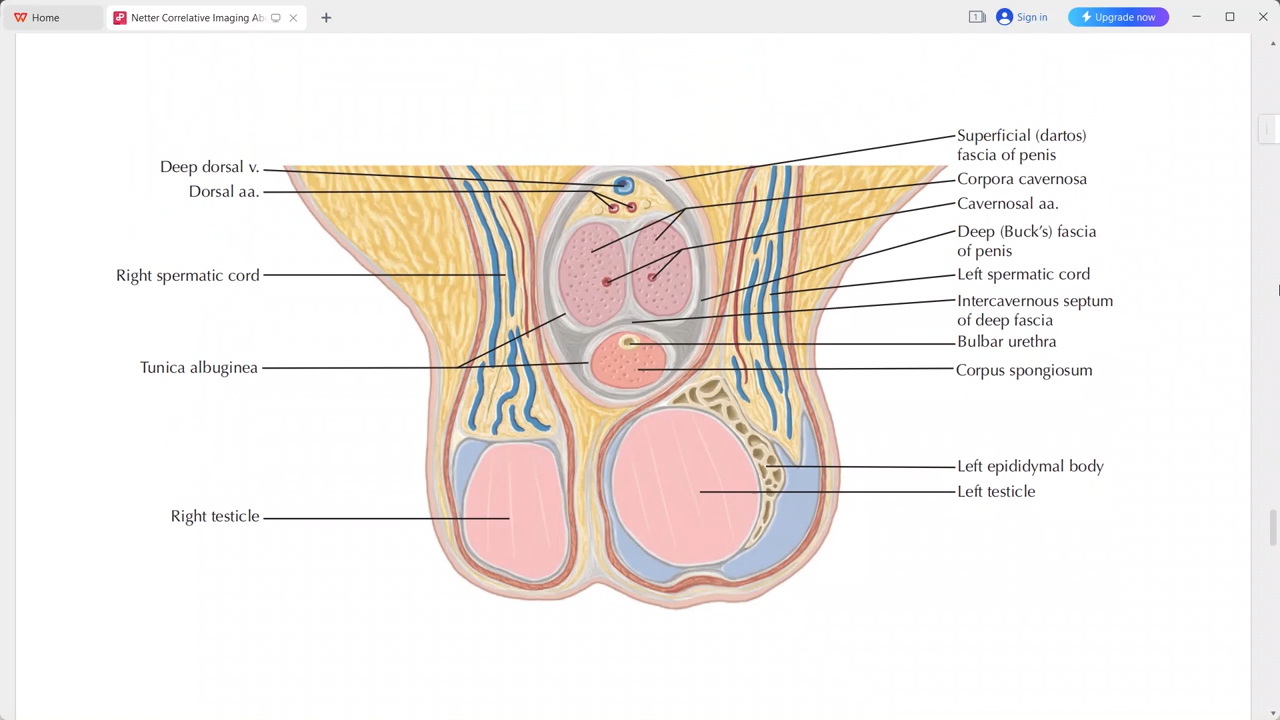 Home
Netter Correlative Imaging Ab
1
Sign in
Upgrade now
Superficial (dartos)
fascia of penis
Deep dorsal v.
Corpora cavernosa
Dorsal aa.
Cavernosal aa.
Deep (Buck's) fascia
of penis
Right spermatic cord
Left spermatic cord
Intercavernous septum
of deep fascia
Bulbar urethra
Tunica albuginea
Corpus spongiosum
Left epididymal body
Left testicle
Right testicle